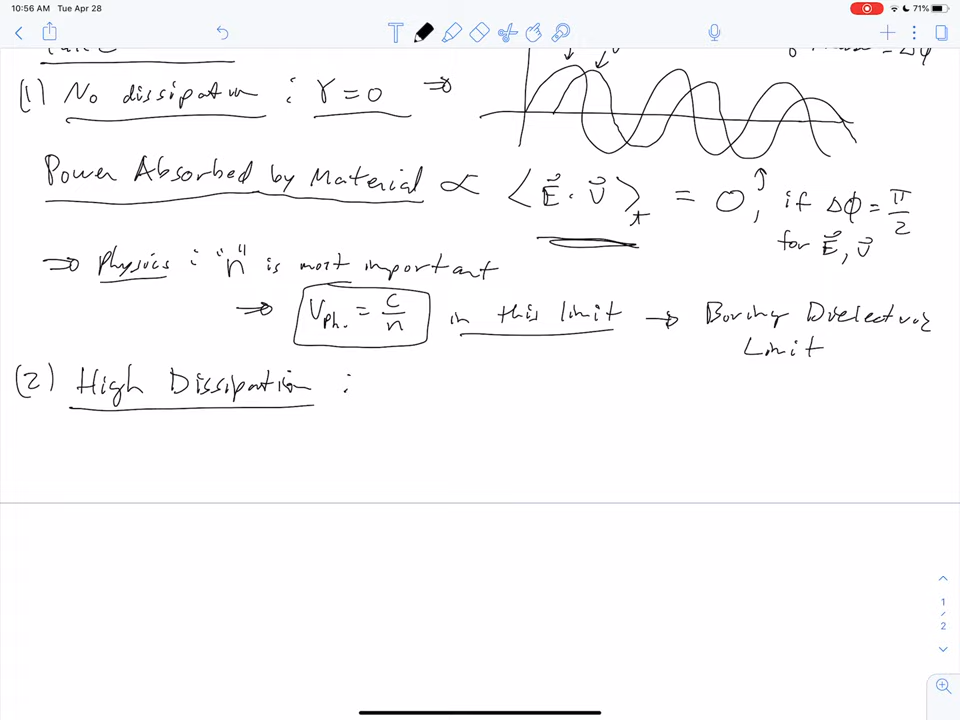 10:56 AM Tue Apr 28
71%
(1) No dissipation : γ = 0 ⇒
Power Absorbed by Material ∝ ⟨E⃗ · v⃗⟩t = 0, if Δφ = π/2
for E⃗, v⃗
⇒ Physics : "n" is most important
⇒ Vph. = c/n in this limit → Boring Dielectric
Limit
(2) High Dissipation :
1
/
2